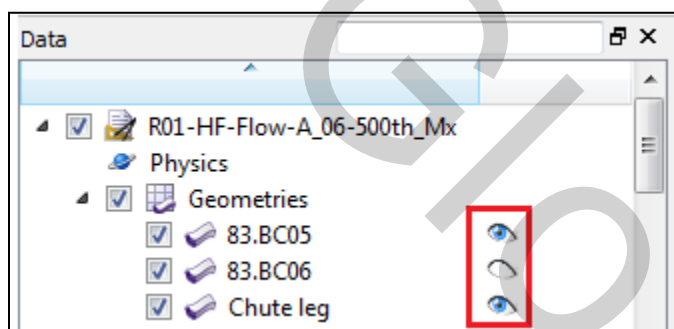 Data
R01-HF-Flow-A_06-500th_Mx
Physics
Geometries
83.BC05
83.BC06
Chute leg